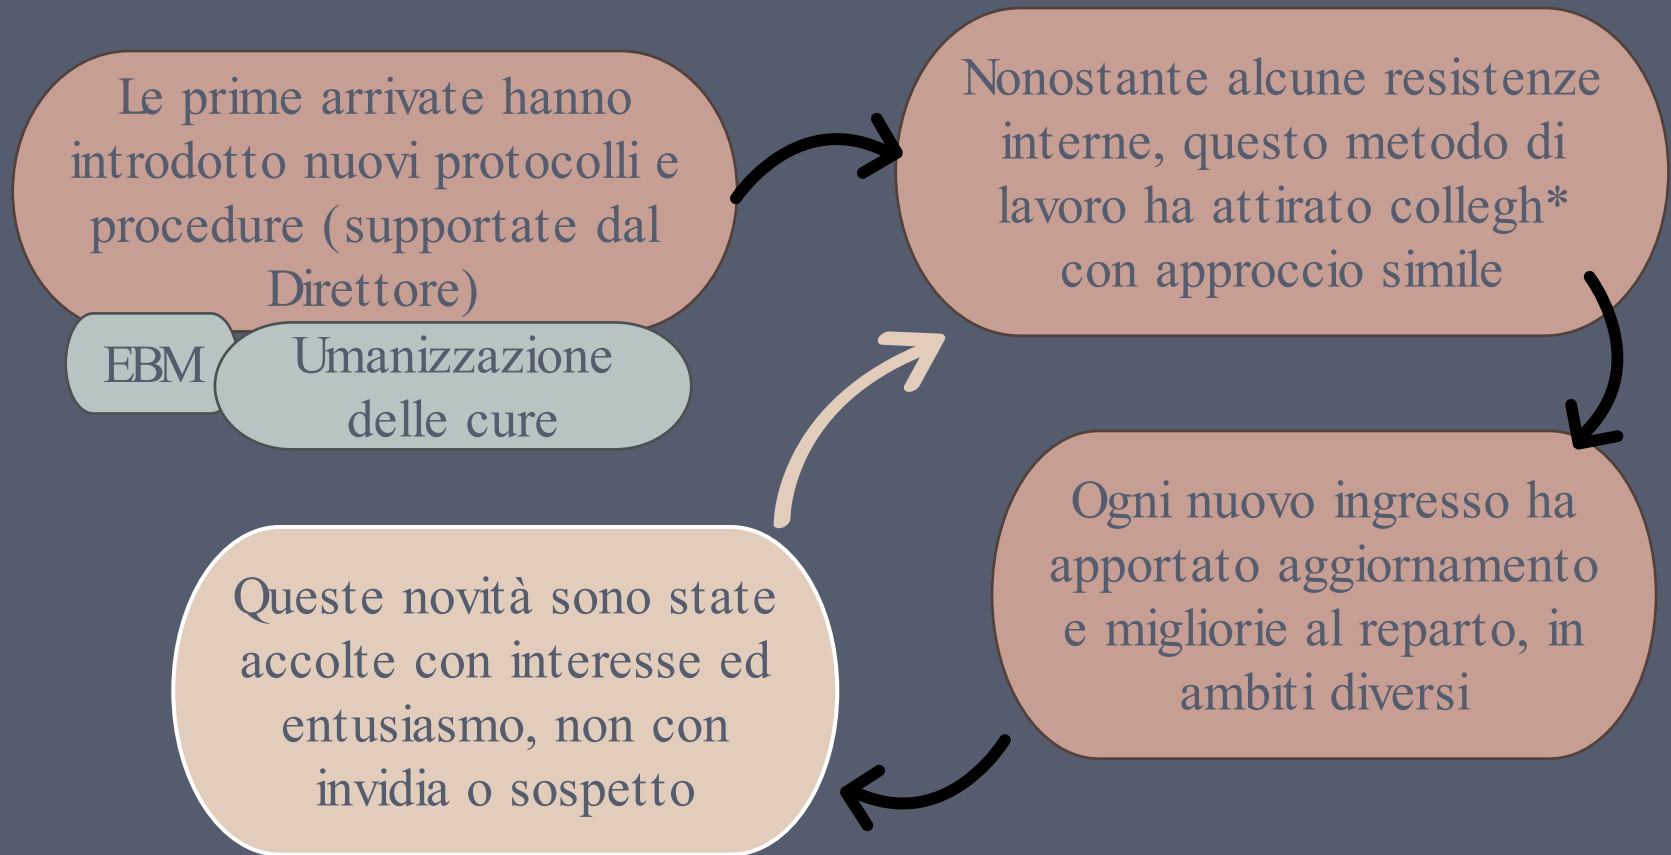 Le prime arrivate hanno
introdotto nuovi protocolli e
procedure (supportate dal
Direttore)
EBM
Umanizzazione
delle cure
Nonostante alcune resistenze
interne, questo metodo di
lavoro ha attirato collegh*
con approccio simile
Ogni nuovo ingresso ha
apportato aggiornamento
e migliorie al reparto, in
ambiti diversi
Queste novità sono state
accolte con interesse ed
entusiasmo, non con
invidia o sospetto